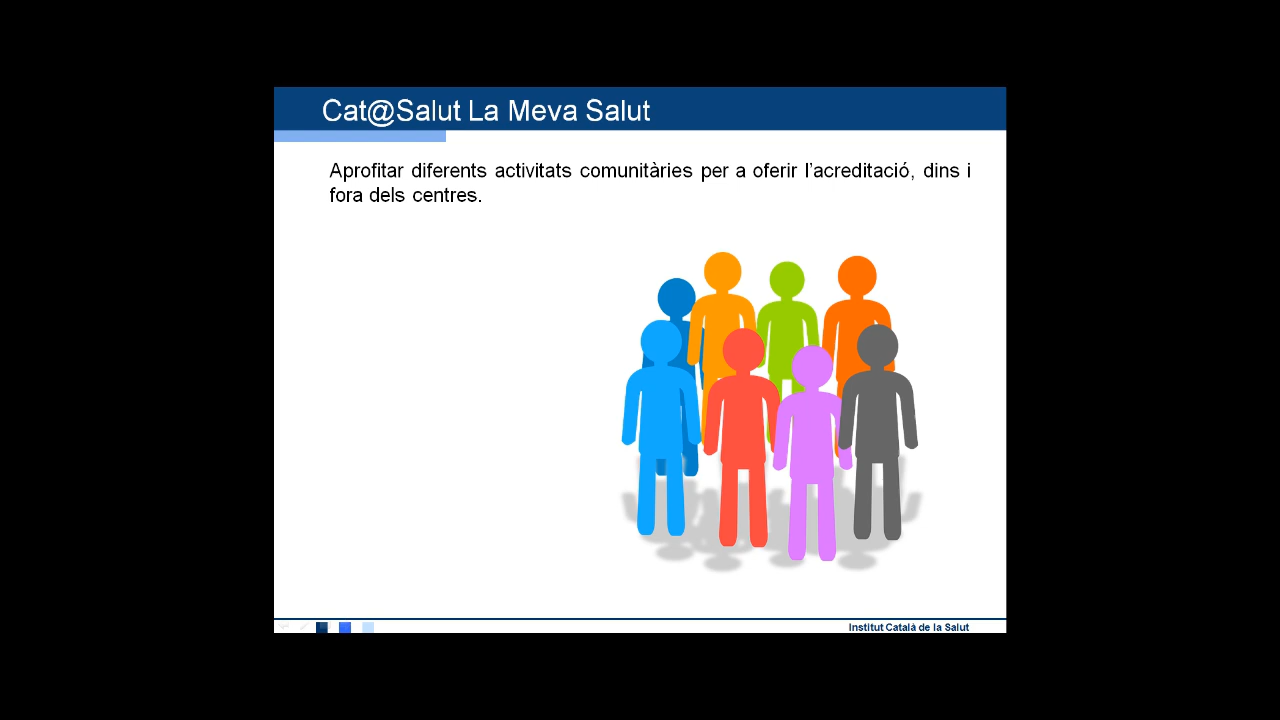 Cat@Salut La Meva Salut
Aprofitar diferents activitats comunitàries per a oferir l’acreditació, dins i
fora dels centres.
Institut Català de la Salut